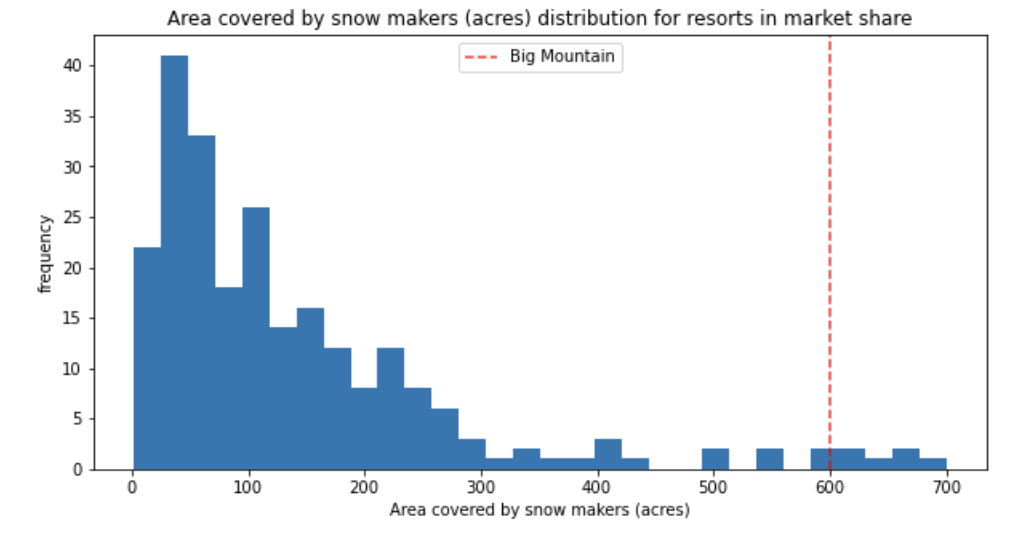 Area covered by snow makers (acres) distribution for resorts in market share
Big Mountain
40
35
30
25
20
15
10
5
0
frequency
0 100 200 300 400 500 600 700
Area covered by snow makers (acres)